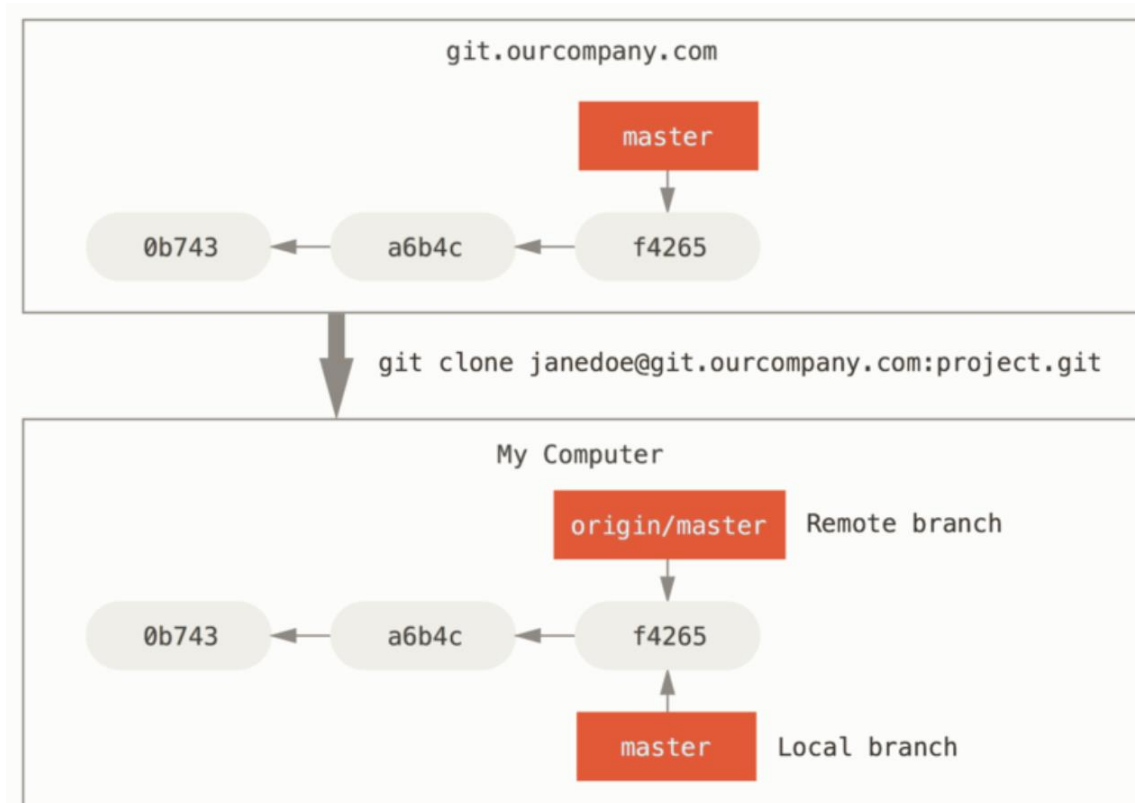 git.ourcompany.com
master
0b743 a6b4c f4265
git clone janedoe@git.ourcompany.com:project.git
My Computer
origin/master Remote branch
0b743 a6b4c f4265
master Local branch